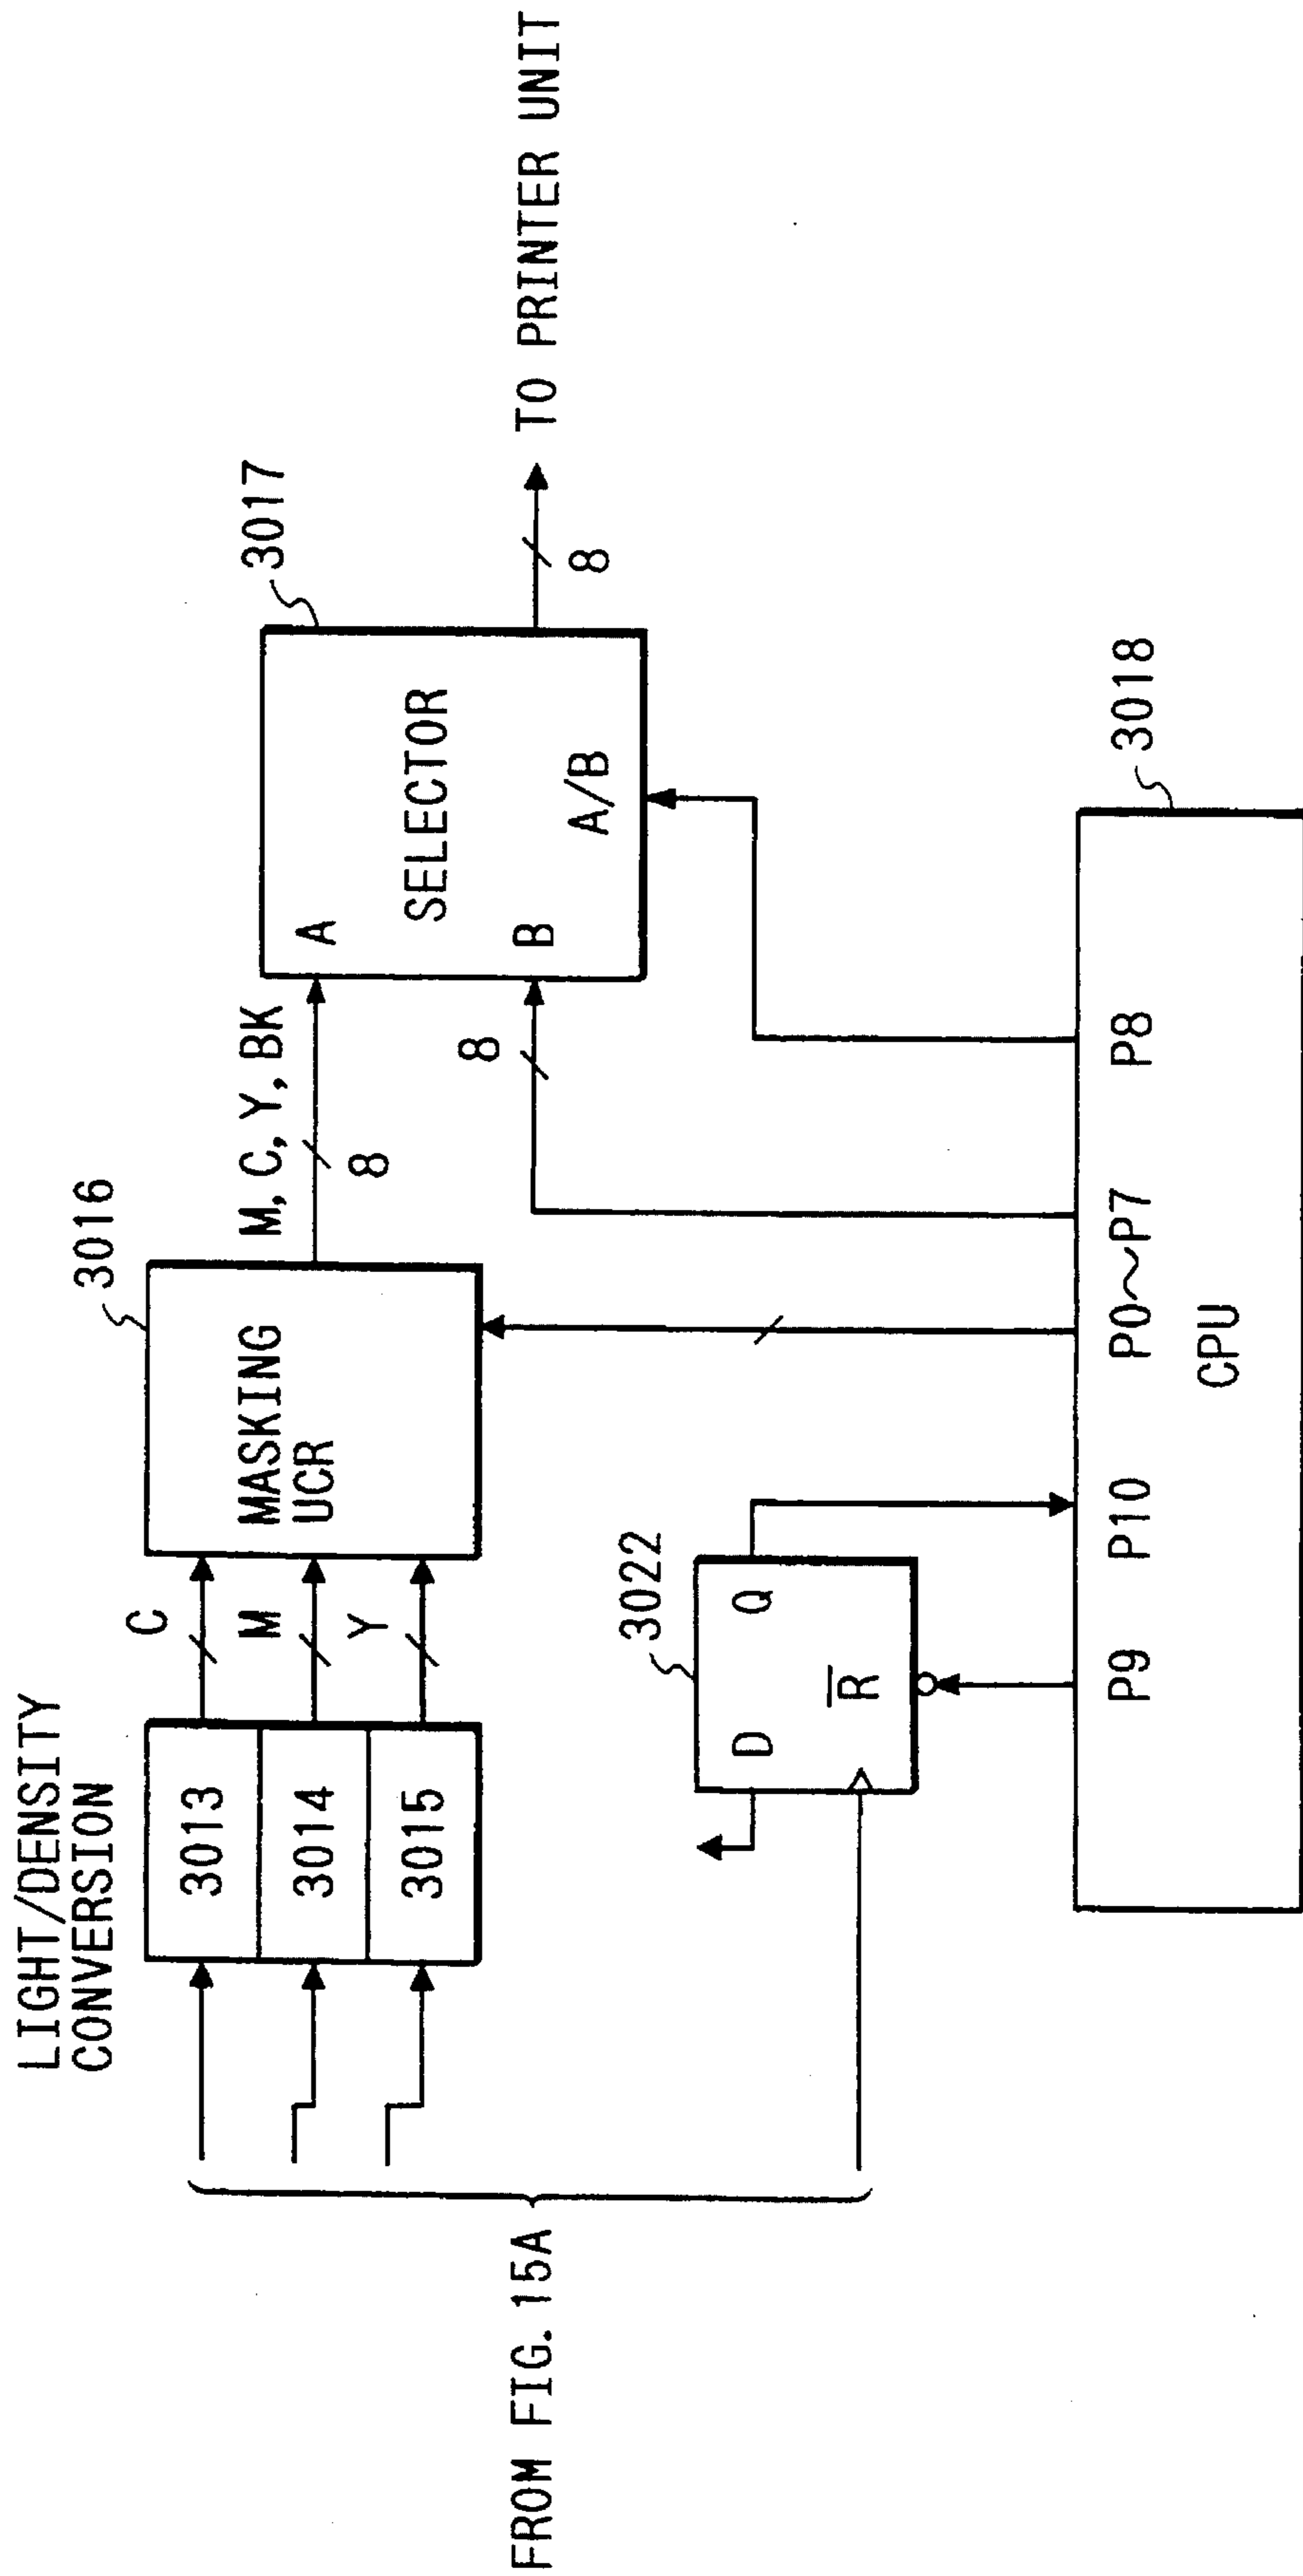 LIGHT/DENSITY
CONVERSION
3013
3014
3015
C
M
Y
3016
MASKING
UCR
M, C, Y, BK
8
8
3017
A
B
SELECTOR
A/B
8
TO PRINTER UNIT
FROM FIG. 15A
3022
D
Q
R
3018
P9
P10
P0~P7
P8
CPU